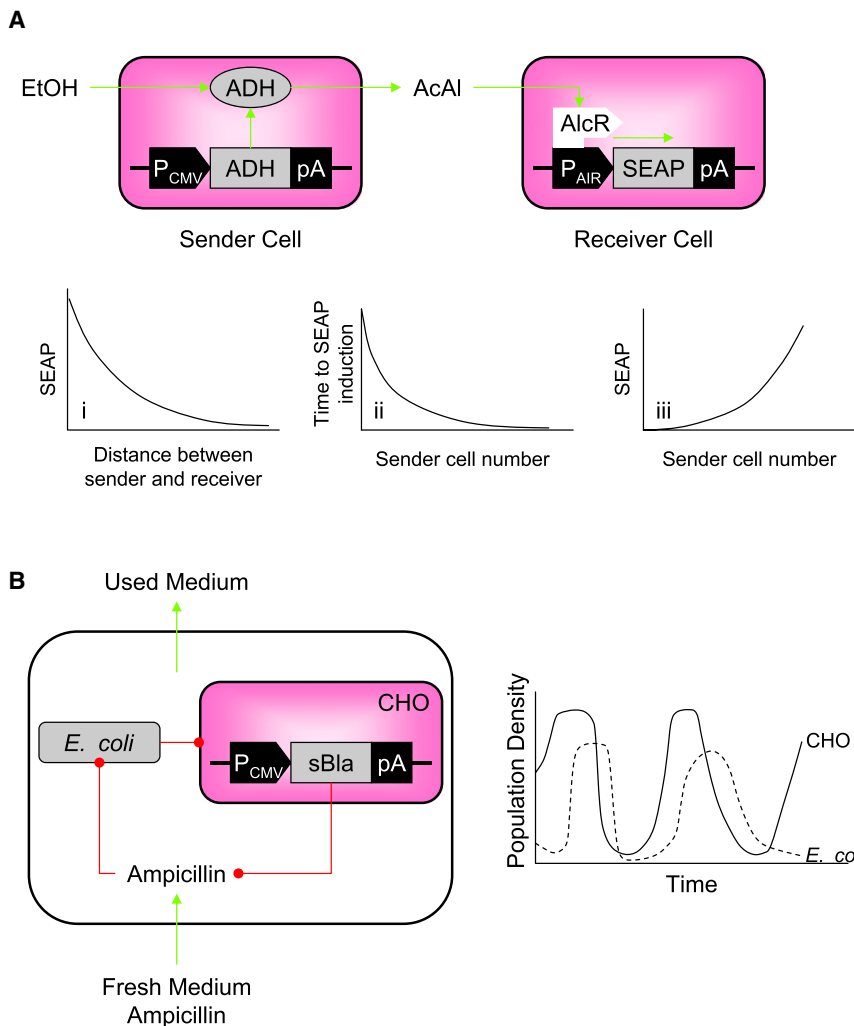 A
EtOH
ADH
AcAl
AlcR
PCMV
ADH
pA
PAIR
SEAP
pA
Sender Cell
Receiver Cell
SEAP
i
Distance between
sender and receiver
Time to SEAP
induction
ii
Sender cell number
SEAP
iii
Sender cell number
B
Used Medium
CHO
E. coli
PCMV
sBla
pA
Ampicillin
Fresh Medium
Ampicillin
Population Density
CHO
E. co
Time